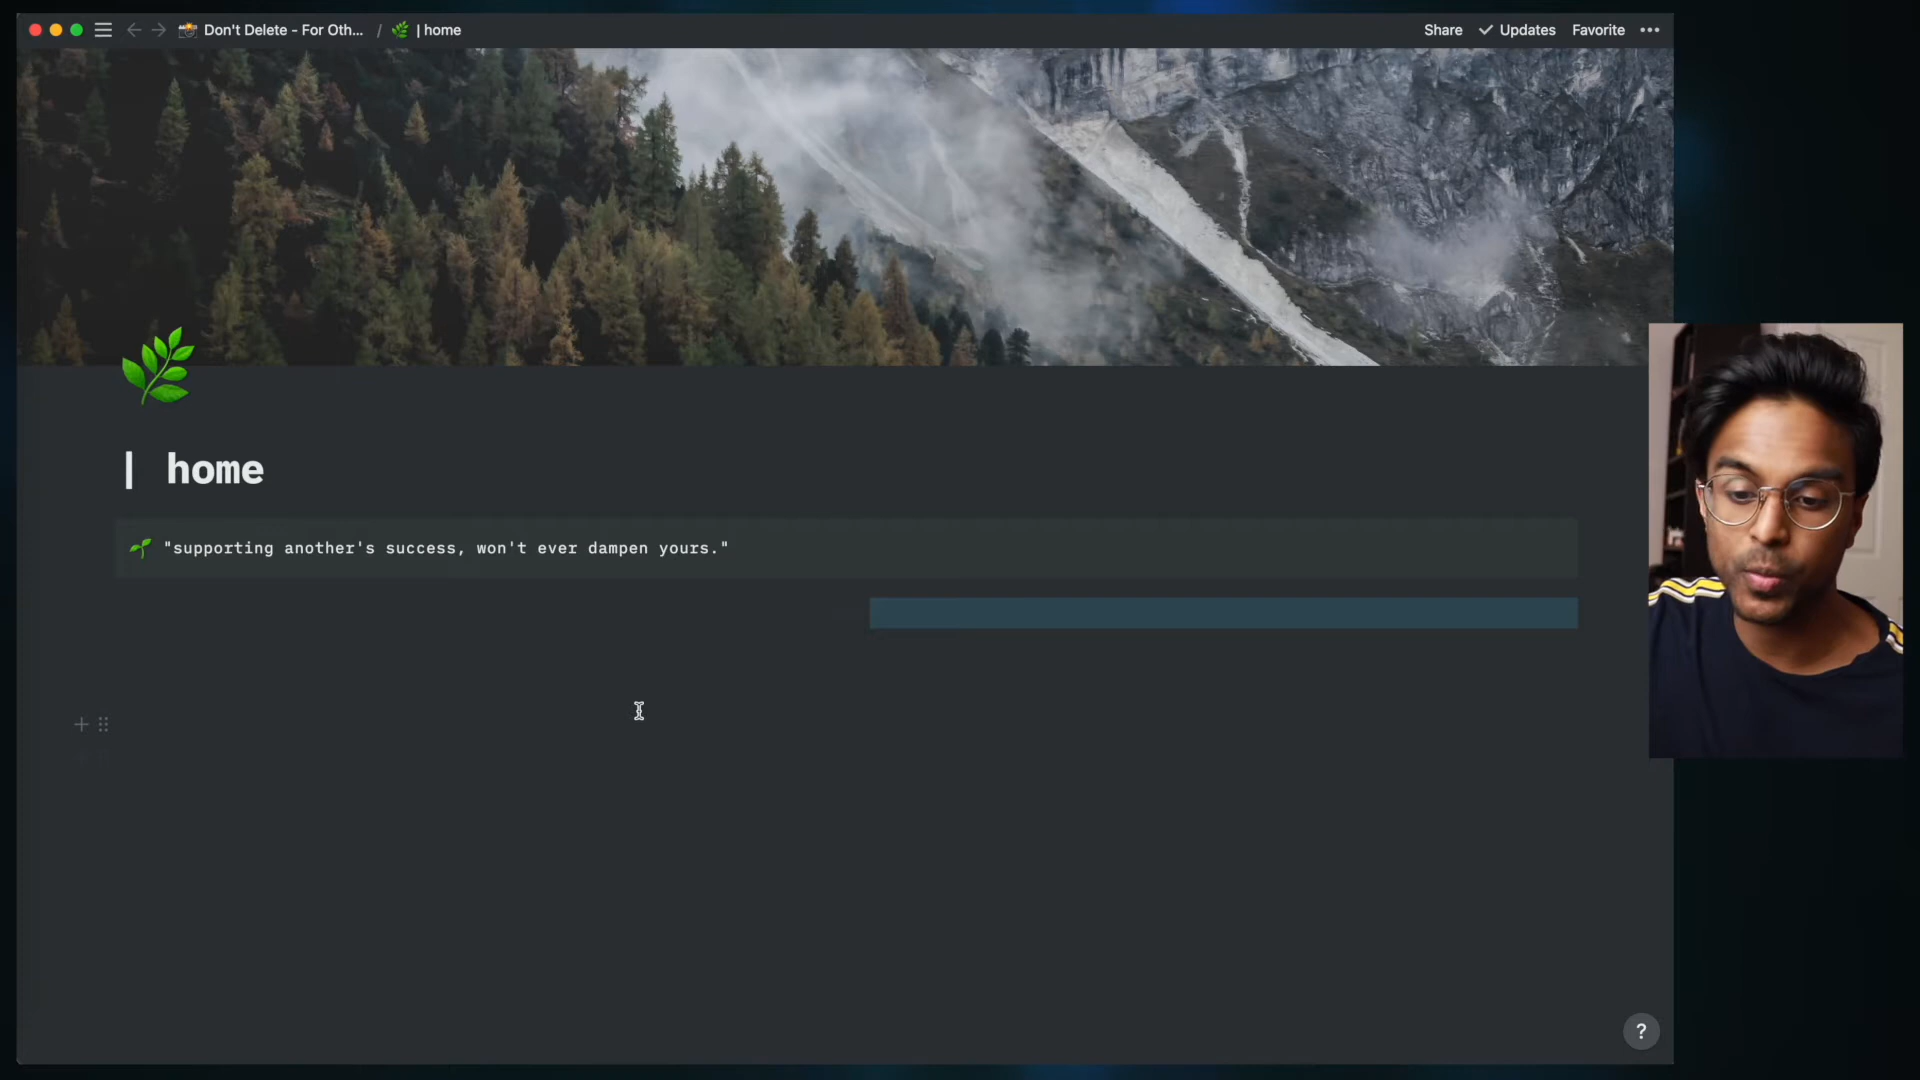 Don't Delete - For Oth... / | home
Share Updates Favorite
| home
"supporting another's success, won't ever dampen yours."
?